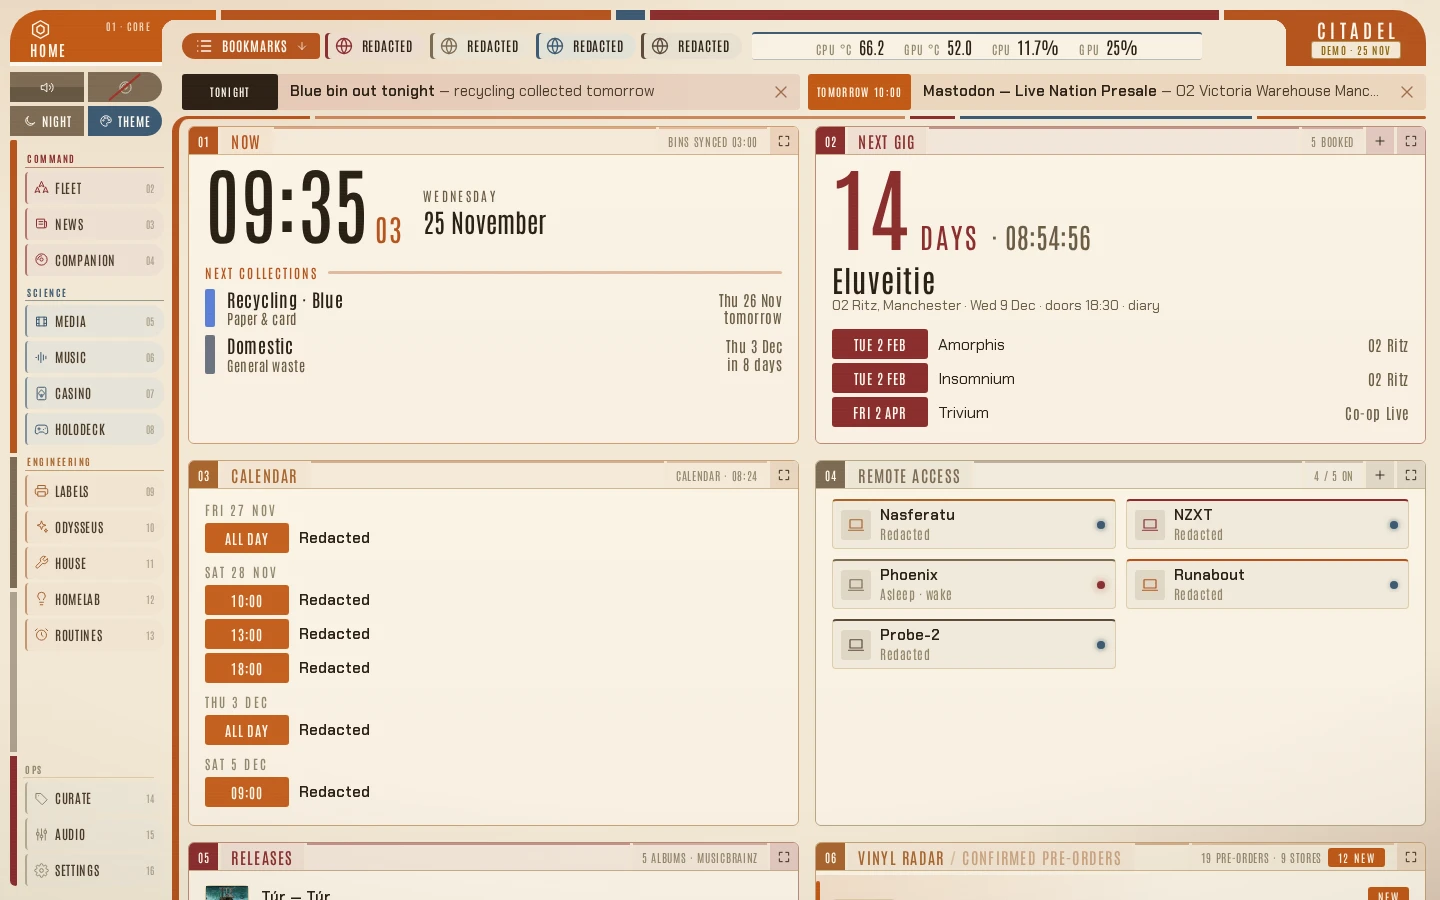 HOME
01 · CORE
NIGHT
THEME
COMMAND
FLEET 02
NEWS 03
COMPANION 04
SCIENCE
MEDIA 05
MUSIC 06
CASINO 07
HOLODECK 08
ENGINEERING
LABELS 09
ODYSSEUS 10
HOUSE 11
HOMELAB 12
ROUTINES 13
OPS
CURATE 14
AUDIO 15
SETTINGS 16
BOOKMARKS ↓
REDACTED
REDACTED
REDACTED
REDACTED
CPU °C 66.2 GPU °C 52.0 CPU 11.7% GPU 25%
CITADEL
DEMO · 25 NOV
TONIGHT
Blue bin out tonight — recycling collected tomorrow
TOMORROW 10:00
Mastodon — Live Nation Presale — O2 Victoria Warehouse Manc...
01 NOW
BINS SYNCED 03:00
09:35 03
WEDNESDAY
25 November
NEXT COLLECTIONS
Recycling · Blue
Paper & card
Thu 26 Nov
tomorrow
Domestic
General waste
Thu 3 Dec
in 8 days
02 NEXT GIG
5 BOOKED
14 DAYS · 08:54:56
Eluveitie
O2 Ritz, Manchester · Wed 9 Dec · doors 18:30 · diary
TUE 2 FEB Amorphis O2 Ritz
TUE 2 FEB Insomnium O2 Ritz
FRI 2 APR Trivium Co-op Live
03 CALENDAR
CALENDAR · 08:24
FRI 27 NOV
ALL DAY Redacted
SAT 28 NOV
10:00 Redacted
13:00 Redacted
18:00 Redacted
THU 3 DEC
ALL DAY Redacted
SAT 5 DEC
09:00 Redacted
04 REMOTE ACCESS
4 / 5 ON
Nasferatu
Redacted
NZXT
Redacted
Phoenix
Asleep · wake
Runabout
Redacted
Probe-2
Redacted
05 RELEASES
5 ALBUMS · MUSICBRAINZ
Túr — Túr
06 VINYL RADAR / CONFIRMED PRE-ORDERS
19 PRE-ORDERS · 9 STORES
12 NEW
NEW